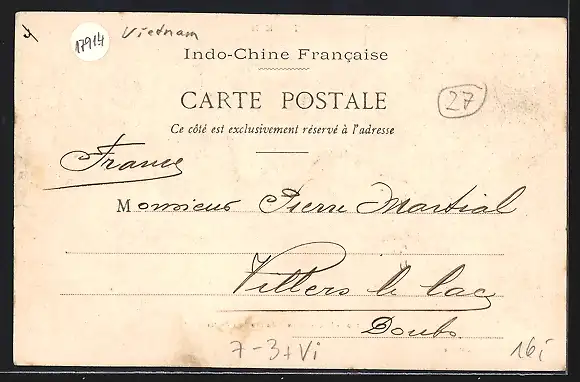 17914 Vietnam
Indo-Chine Française
CARTE POSTALE
27
Ce côté est exclusivement réservé à l'adresse
France
Monsieur Pierre Martial
Villers le lac
Doubs
7-3+Vi
16i